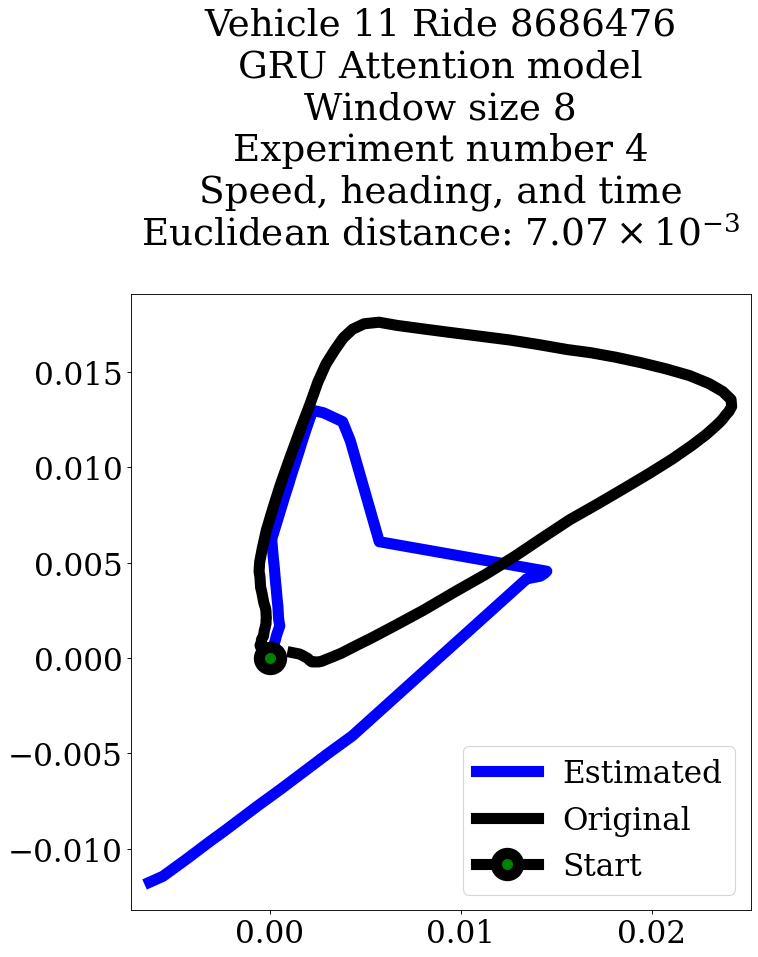 Vehicle 11 Ride 8686476
GRU Attention model
Window size 8
Experiment number 4
Speed, heading, and time
Euclidean distance: 7.07 × 10⁻³
0.015
0.010
0.005
0.000
−0.005
−0.010
Estimated
Original
Start
0.00 0.01 0.02